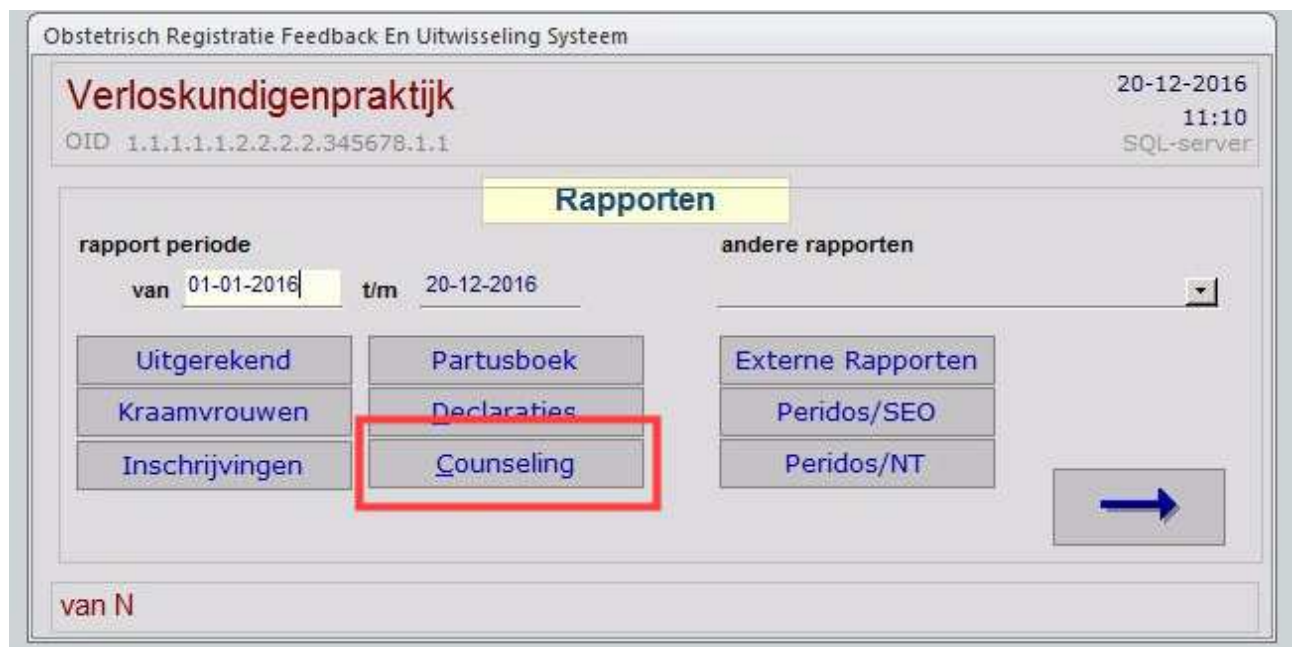 Obstetrisch Registratie Feedback En Uitwisseling Systeem
Verloskundigenpraktijk
20-12-2016
11:10
OID 1.1.1.1.1.2.2.2.2.345678.1.1
SQL-server
Rapporten
rapport periode
andere rapporten
van 01-01-2016 t/m 20-12-2016
Uitgerekend Partusboek Externe Rapporten
Kraamvrouwen Declaraties Peridos/SEO
Inschrijvingen Counseling Peridos/NT
van N